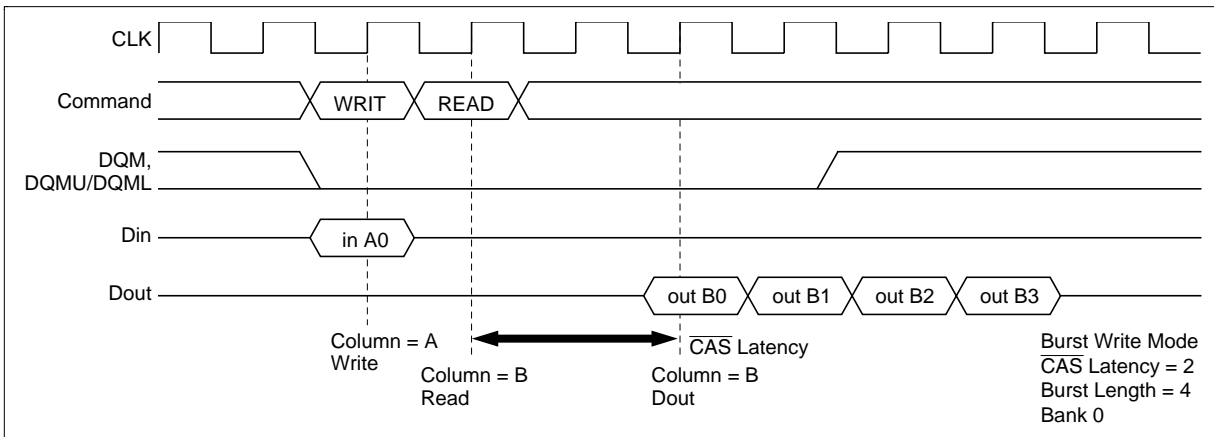 CLK
Command
WRIT
READ
DQM,
DQMU/DQML
Din
in A0
Dout
out B0
out B1
out B2
out B3
Column = A
Write
Column = B
Read
CAS Latency
Column = B
Dout
Burst Write Mode
CAS Latency = 2
Burst Length = 4
Bank 0